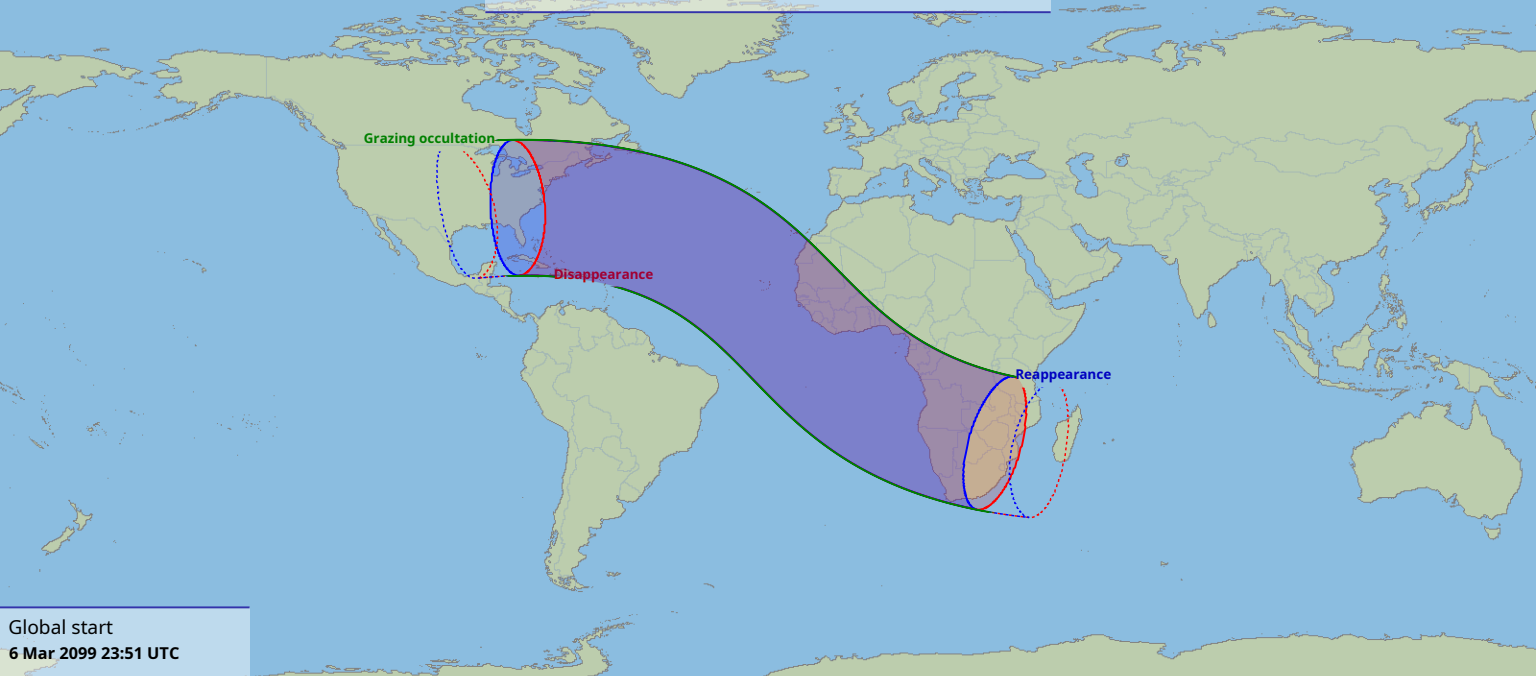 Grazing occultation
Disappearance
Reappearance
Global start
6 Mar 2099 23:51 UTC